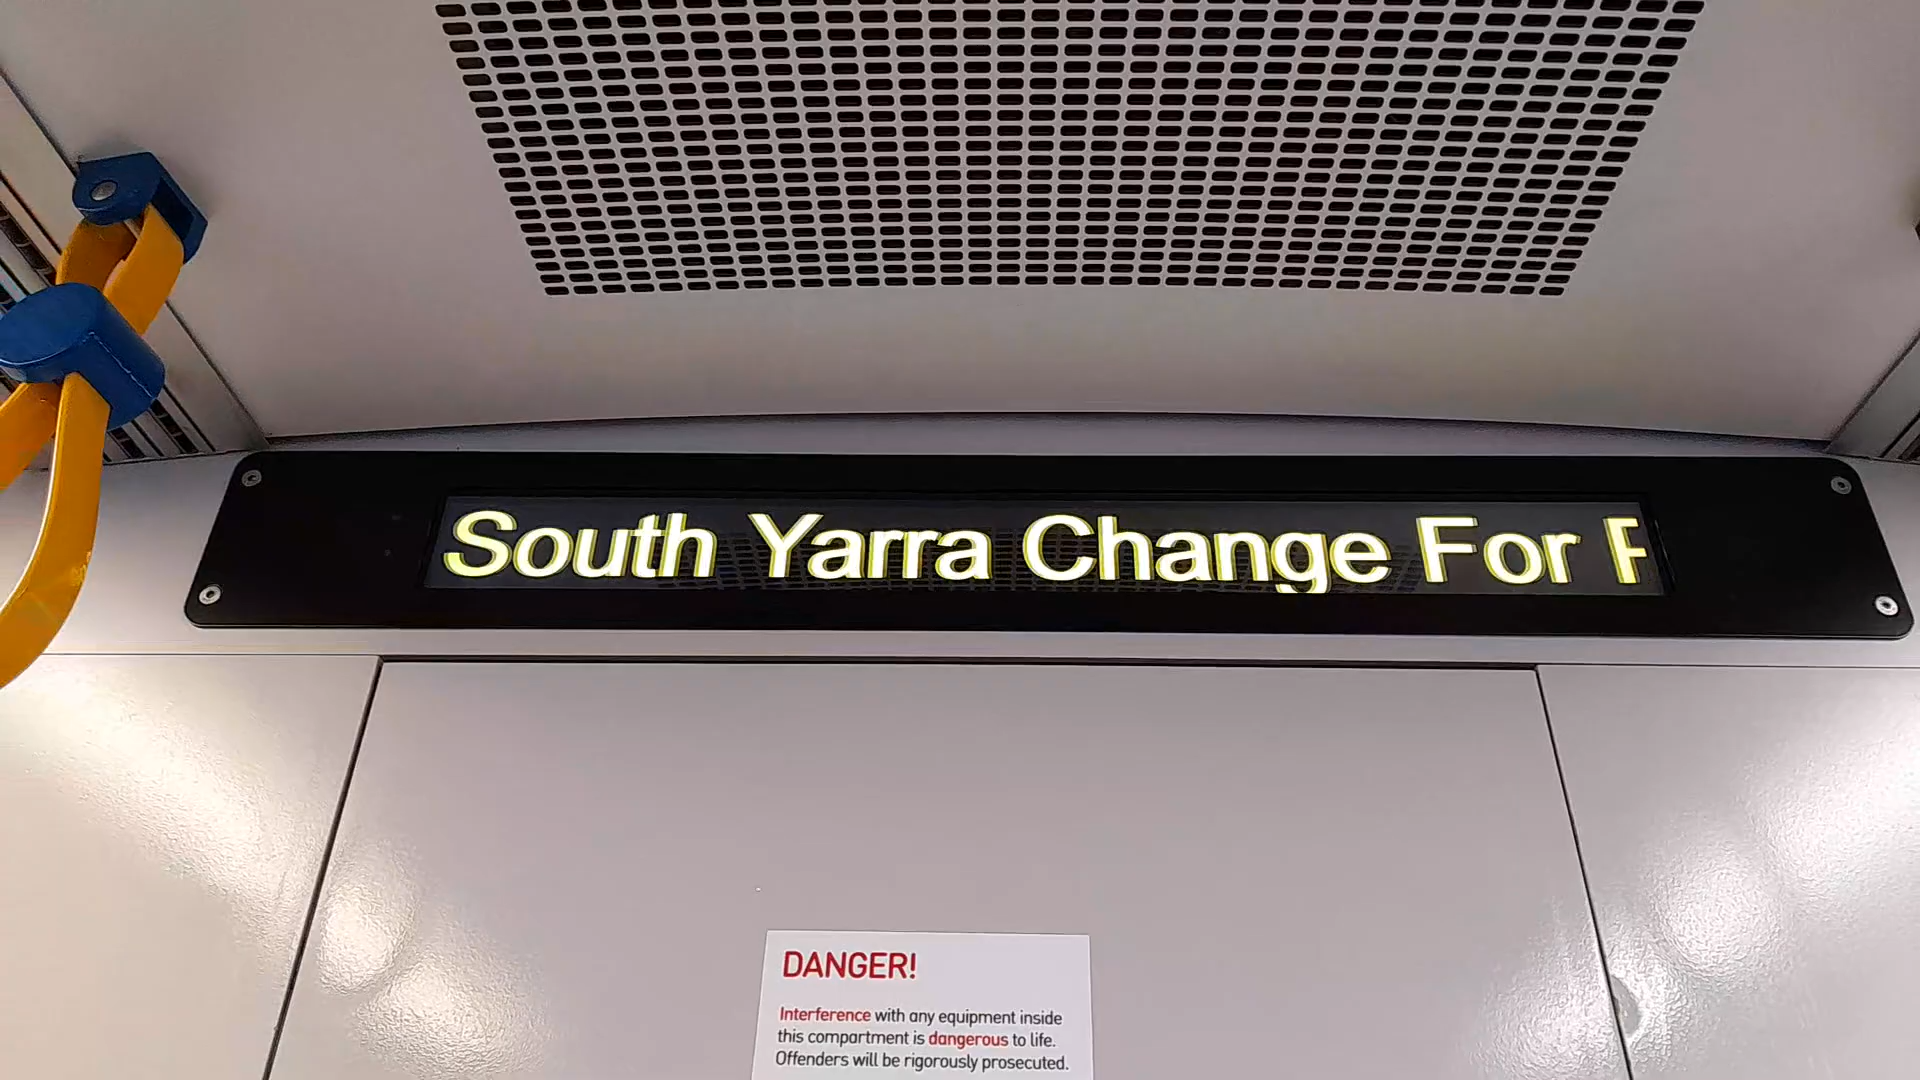 South Yarra Change For F
DANGER!
Interference with any equipment inside
this compartment is dangerous to life.
Offenders will be rigorously prosecuted.